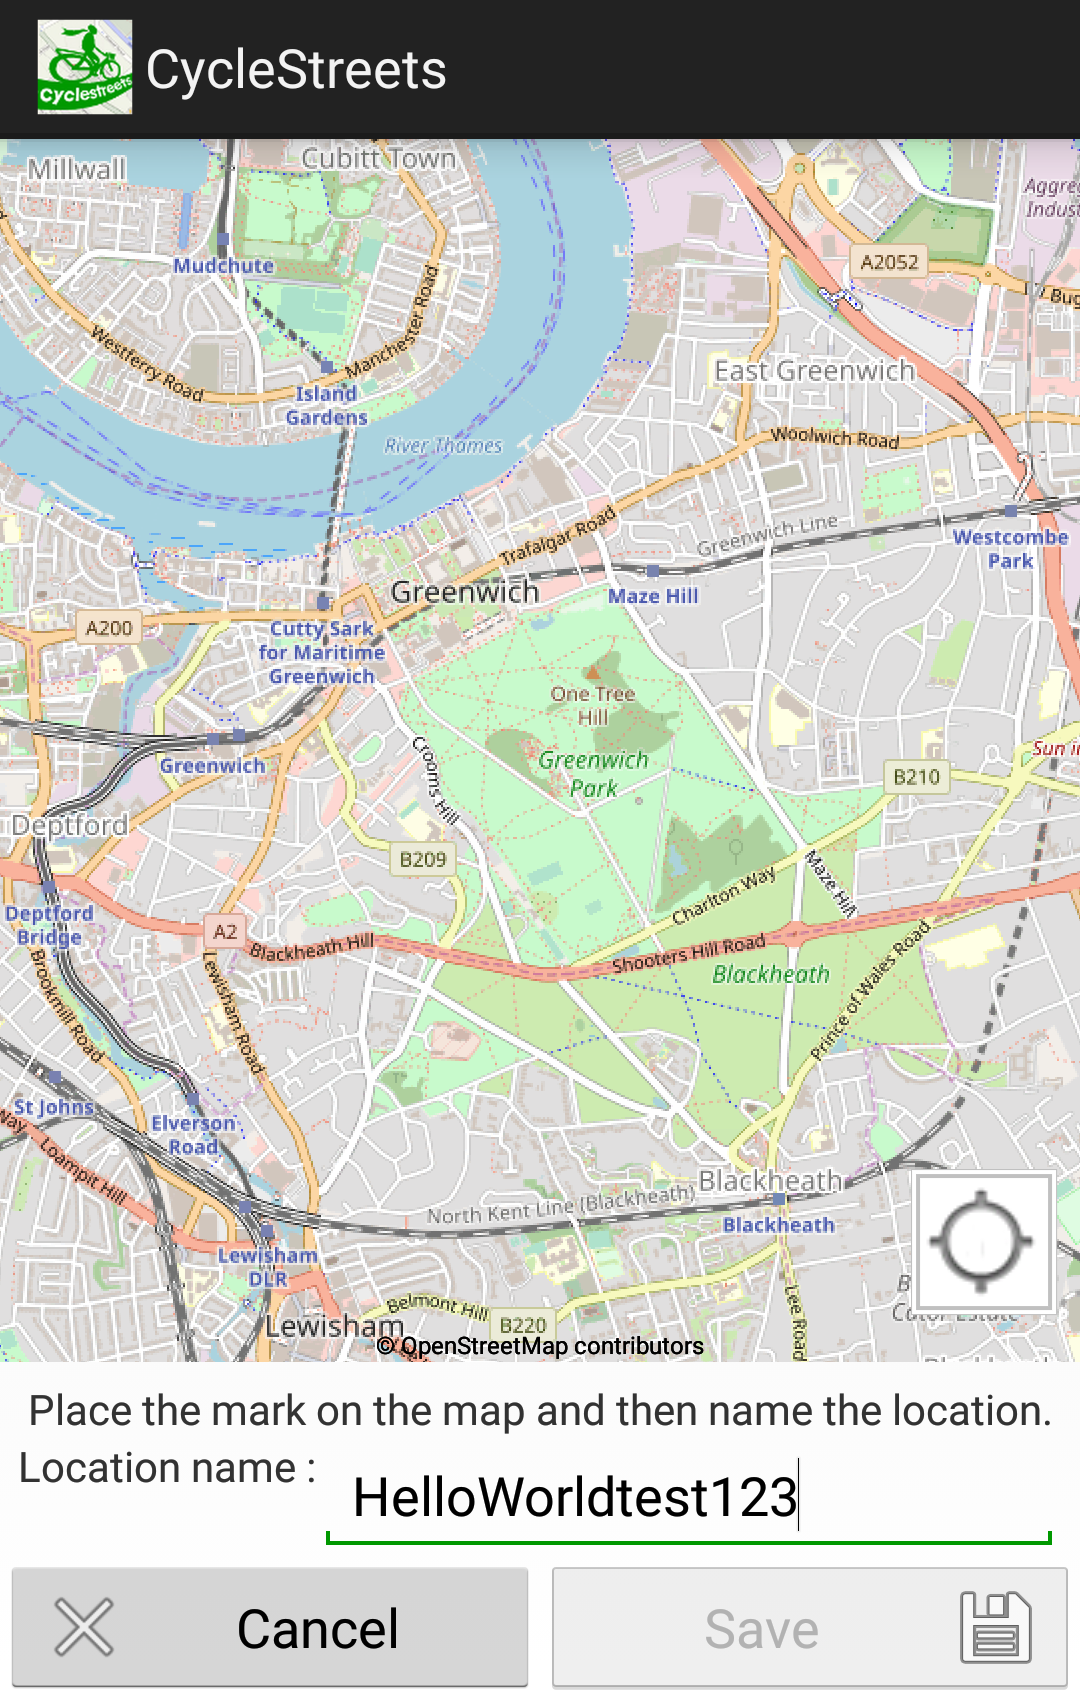 Cyclestreets
CycleStreets
Millwall
Cubitt Town
Mudchute
A2052
Westferry Road
Manchester Road
Island
Gardens
East Greenwich
River Thames
Woolwich Road
Trafalgar Road
Greenwich Line
Westcombe
Park
Greenwich
Maze Hill
A200
Cutty Sark
for Maritime
Greenwich
One Tree
Hill
Greenwich
Park
Crooms Hill
Greenwich
B210
Deptford
B209
Maze Hill
Charlton Way
Deptford
Bridge
A2
Blackheath Hill
Shooters Hill Road
Blackheath
Prince of Wales Road
Brookmill Road
Lewisham Road
St Johns
Elverson
Road
Loampit Hill
North Kent Line (Blackheath)
Blackheath
Blackheath
Lewisham
DLR
Belmont Hill
B220
Lee Road
Lewisham
© OpenStreetMap contributors
Place the mark on the map and then name the location.
Location name :
HelloWorldtest123
Cancel
Save